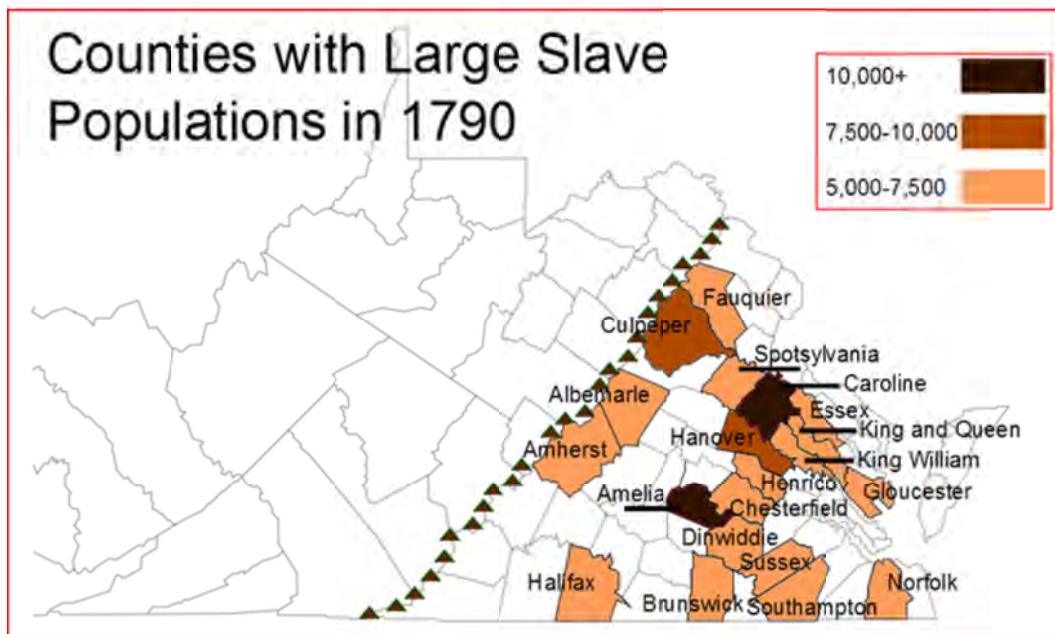 Counties with Large Slave
Populations in 1790
10,000+
7,500-10,000
5,000-7,500
Fauquier
Culpeper
Spotsylvania
Caroline
Albemarle
Essex
King and Queen
Hanover
Amherst
King William
Henrico
Gloucester
Amelia
Chesterfield
Dinwiddie
Sussex
Halifax
Norfolk
Brunswick
Southampton